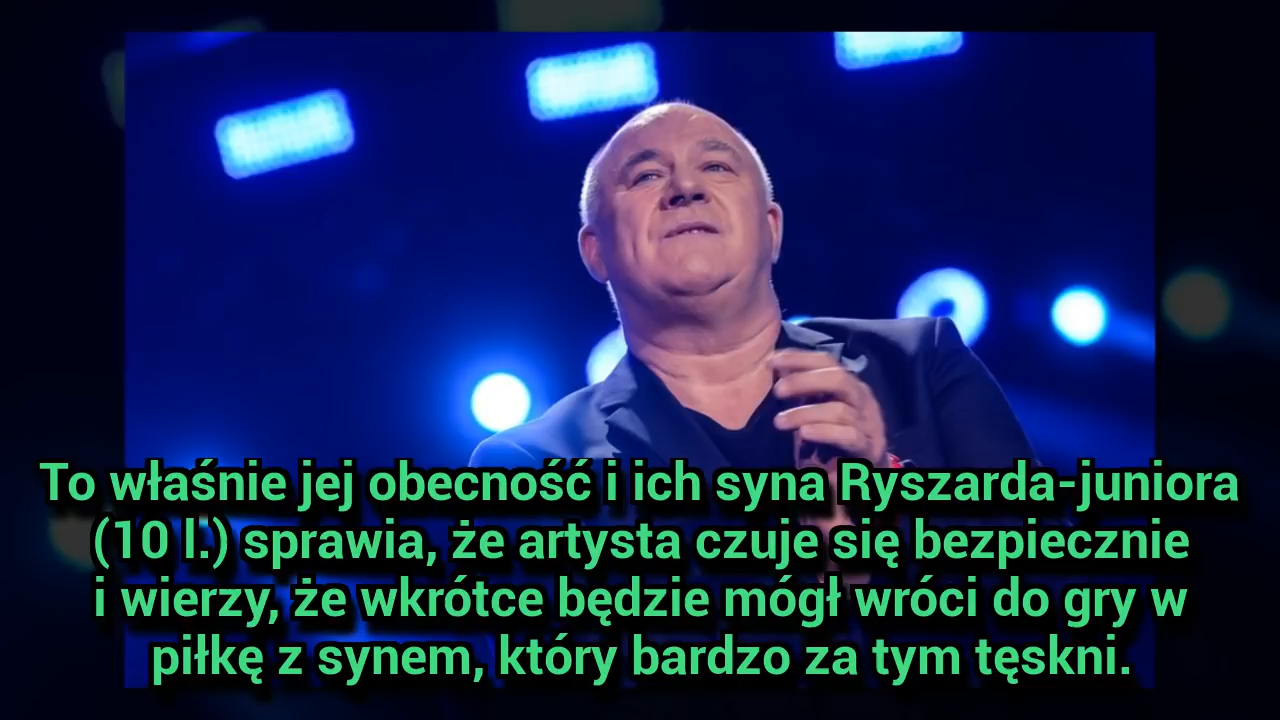 To właśnie jej obecność i ich syna Ryszarda-juniora
(10 l.) sprawia, że artysta czuje się bezpiecznie
i wierzy, że wkrótce będzie mógł wróci do gry w
piłkę z synem, który bardzo za tym tęskni.